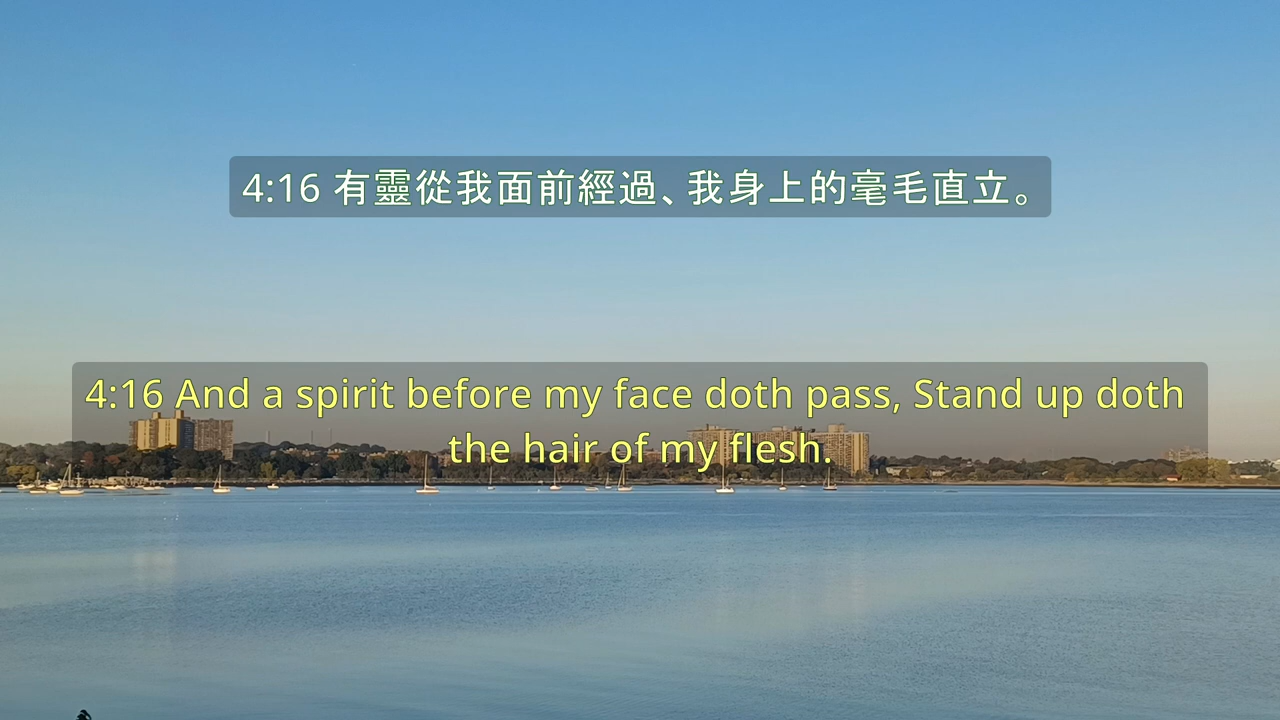 4:16 有靈從我面前經過、我身上的毫毛直立。
4:16 And a spirit before my face doth pass, Stand up doth
the hair of my flesh.